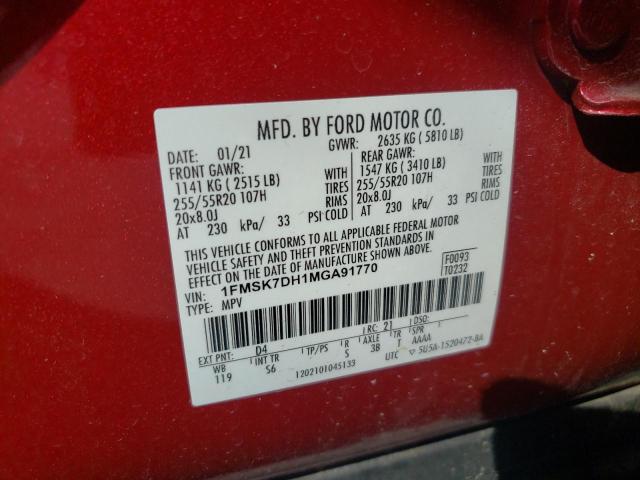 MFD. BY FORD MOTOR CO.
DATE: 01/21 GVWR: 2635 KG ( 5810 LB)
FRONT GAWR: REAR GAWR:
1141 KG ( 2515 LB) WITH 1547 KG ( 3410 LB) WITH
255/55R20 107H TIRES 255/55R20 107H TIRES
20x8.0J RIMS 20x8.0J RIMS
AT 230 kPa/ 33 PSI COLD AT 230 kPa/ 33 PSI COLD
THIS VEHICLE CONFORMS TO ALL APPLICABLE FEDERAL MOTOR
VEHICLE SAFETY AND THEFT PREVENTION STANDARDS IN
EFFECT ON THE DATE OF MANUFACTURE SHOWN ABOVE. F0093
VIN: 1FMSK7DH1MGA91770 T0232
TYPE: MPV
EXT PNT: D4 RC: 21 DSO:
WB INT TR TP/PS R AXLE TR SPR
119 S6 S 3B T AAAA
1202101045133 UTC ▽ 5U5A-1520472-BA